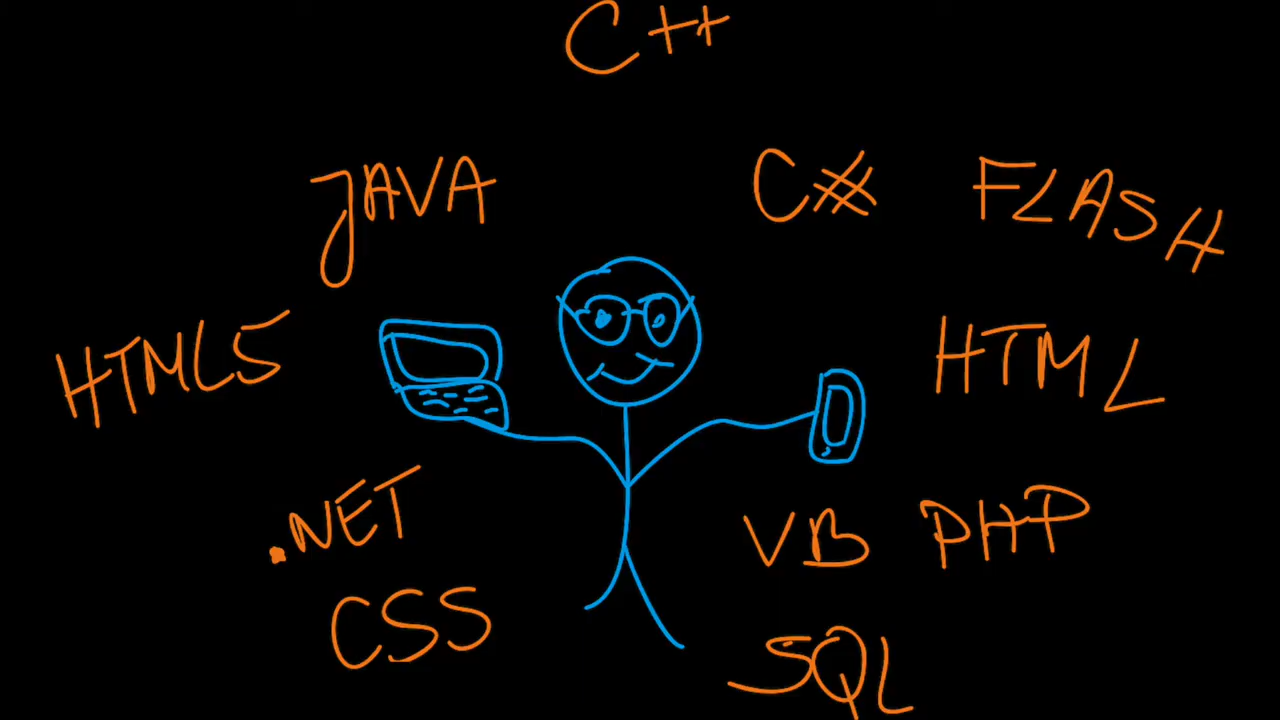 C++
JAVA
C# FLASH
HTML5
HTML
.NET
VB PHP
CSS
SQL